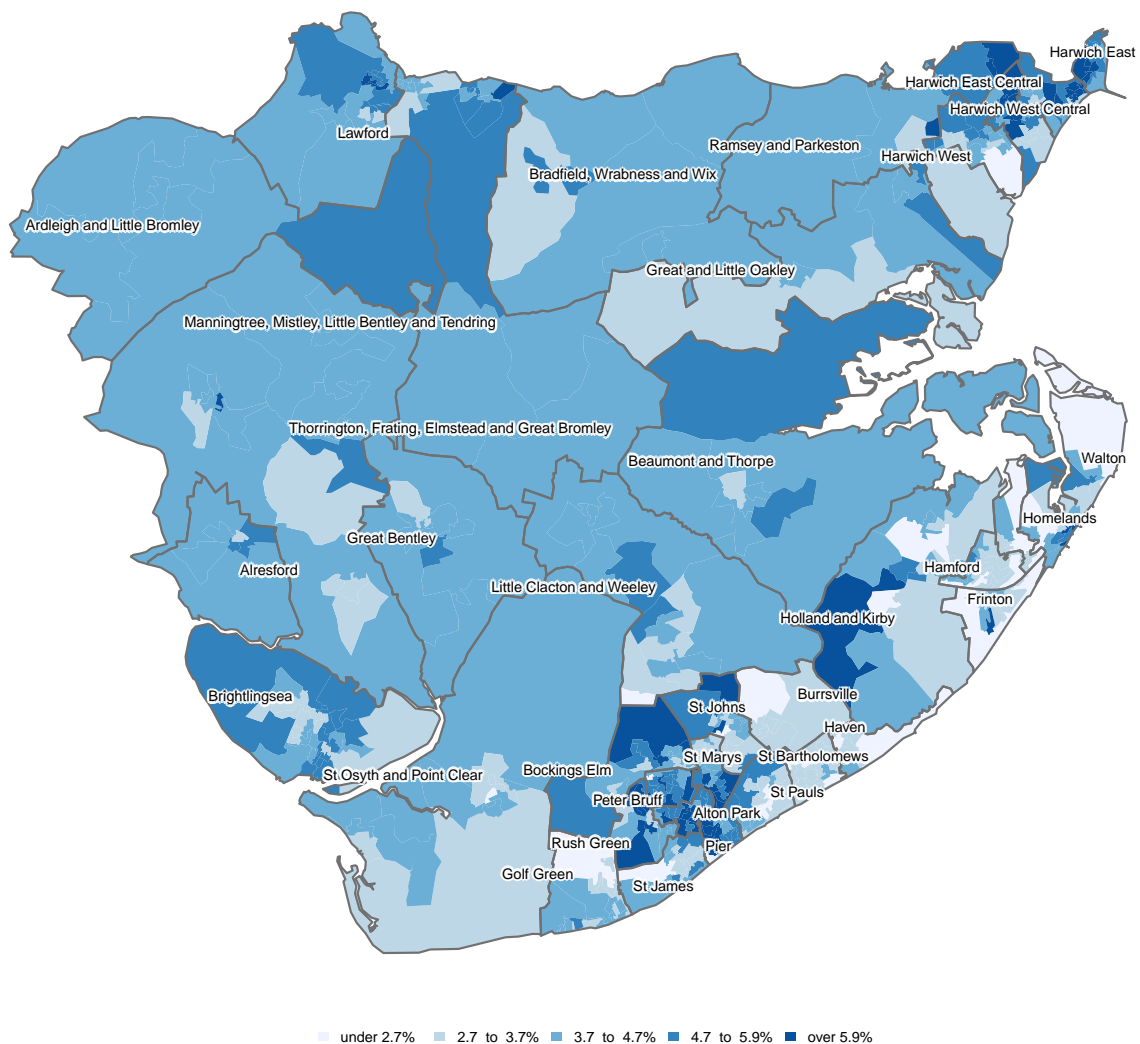 Harwich East
Harwich East Central
Harwich West Central
Lawford
Ramsey and Parkeston
Harwich West
Bradfield, Wrabness and Wix
Ardleigh and Little Bromley
Great and Little Oakley
Manningtree, Mistley, Little Bentley and Tendring
Thorrington, Frating, Elmstead and Great Bromley
Beaumont and Thorpe
Walton
Homelands
Great Bentley
Alresford
Hamford
Little Clacton and Weeley
Frinton
Holland and Kirby
Brightlingsea
Burrsville
St Johns
Haven
St Marys
St Bartholomews
Bockings Elm
St Osyth and Point Clear
St Pauls
Peter Bruff
Alton Park
Rush Green
Pier
Golf Green
St James
under 2.7% 2.7 to 3.7% 3.7 to 4.7% 4.7 to 5.9% over 5.9%